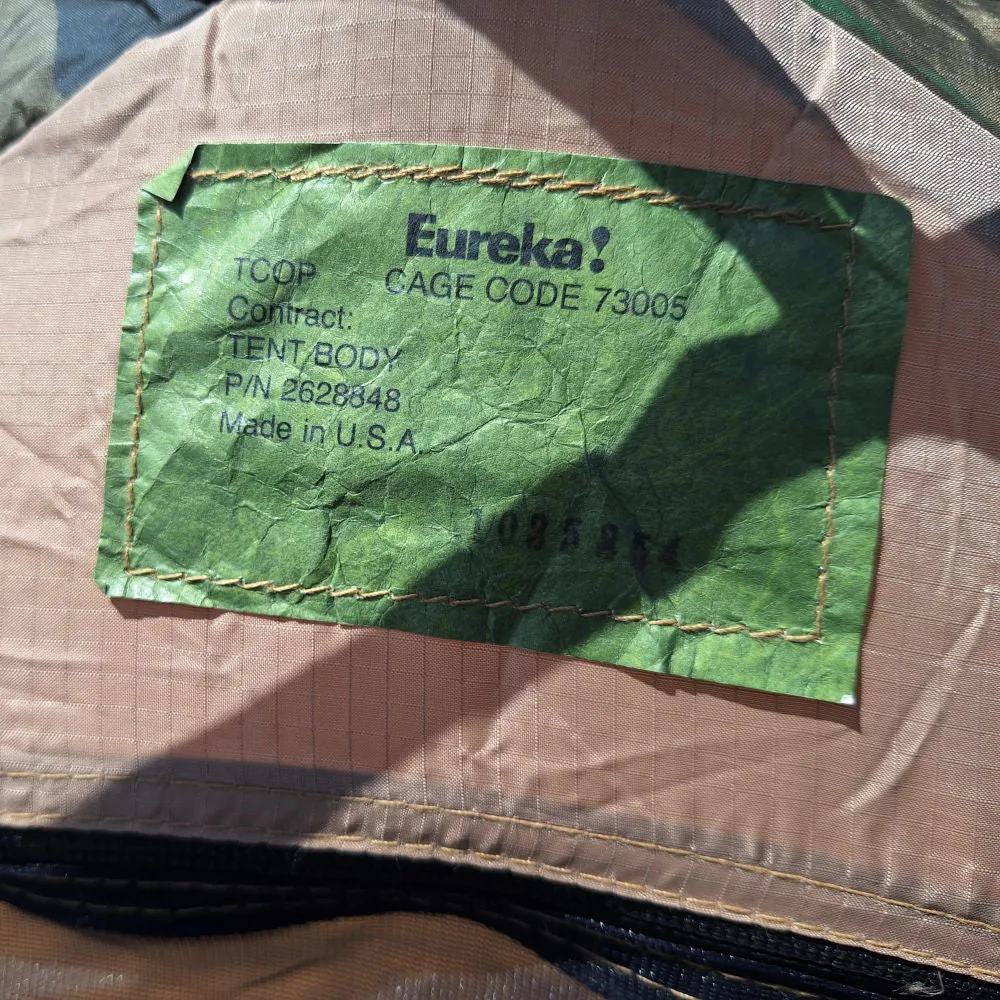 Eureka!
TCOP
CAGE CODE 73005
Contract:
TENT BODY
P/N 2628848
Made in U.S.A.